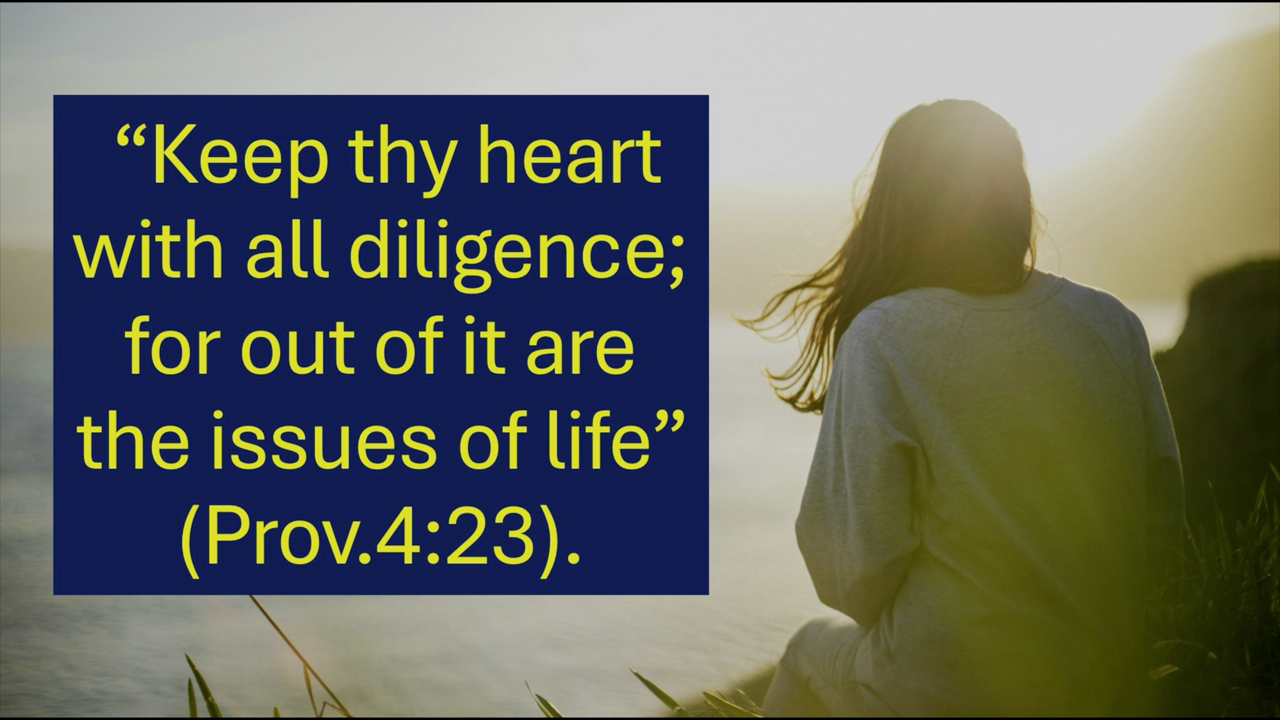 “Keep thy heart
with all diligence;
for out of it are
the issues of life”
(Prov.4:23).